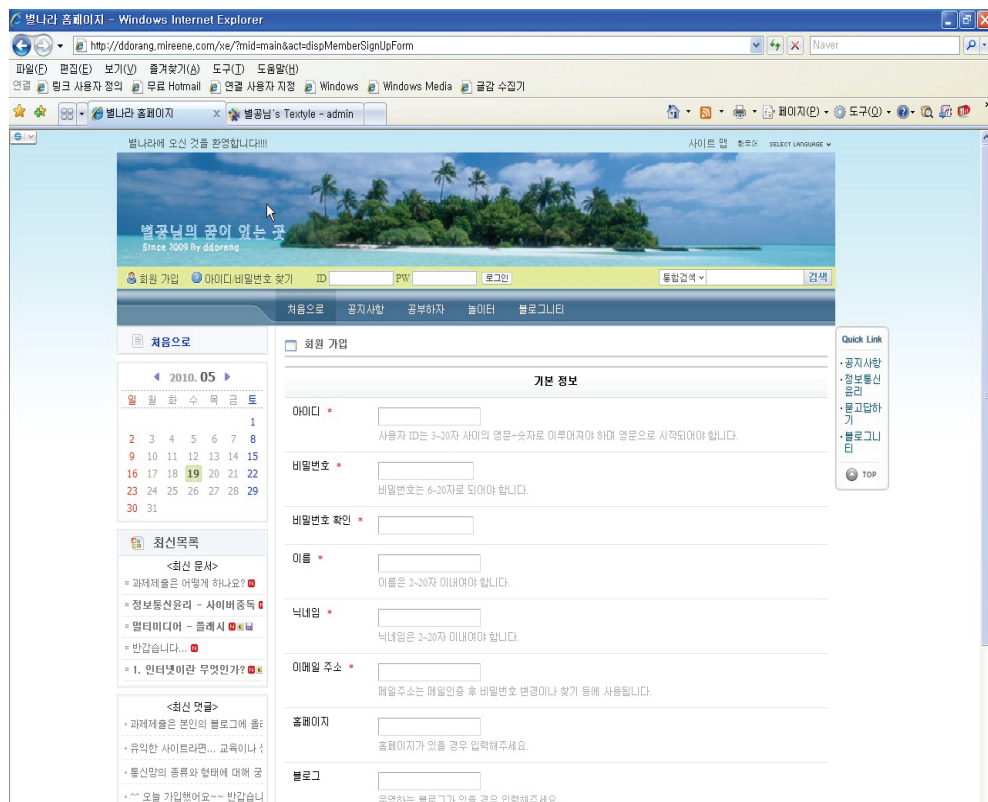 별나라 홈페이지 - Windows Internet Explorer
http://ddorang.mireene.com/xe/?mid=main&act=dispMemberSignUpForm
Naver
파일(F) 편집(E) 보기(V) 즐겨찾기(A) 도구(T) 도움말(H)
연결 링크 사용자 정의 무료 Hotmail 연결 사용자 지정 Windows Windows Media 글감 수집기
별나라 홈페이지 x 별공님's Textyle - admin
페이지(P) 도구(O)
별나라에 오신 것을 환영합니다!!!!
사이트 맵 한국어 SELECT LANGUAGE
별공님의 꿈이 있는 곳
Since 2009 By ddorang
회원 가입 아이디/비밀번호 찾기 ID PW 로그인 통합검색 검색
처음으로 공지사항 공부하자 놀이터 블로그니티
처음으로
2010. 05
일 월 화 수 목 금 토
1
2 3 4 5 6 7 8
9 10 11 12 13 14 15
16 17 18 19 20 21 22
23 24 25 26 27 28 29
30 31
최신목록
<최신 문서>
과제제출은 어떻게 하나요? N
정보통신윤리 - 사이버중독
멀티미디어 - 플래시 N
반갑습니다... N
1. 인터넷이란 무엇인가? N
<최신 댓글>
과제제출은 본인의 블로그에 올
유익한 사이트라면... 교육이나
통신망의 종류와 형태에 대해 궁
^^ 오늘 가입했어요~~ 반갑습니
회원 가입
기본 정보
아이디 *
사용자 ID는 3~20자 사이의 영문+숫자로 이루어져야 하며 영문으로 시작되어야 합니다.
비밀번호 *
비밀번호는 6~20자로 되어야 합니다.
비밀번호 확인 *
이름 *
이름은 2~20자 이내여야 합니다.
닉네임 *
닉네임은 2~20자 이내여야 합니다.
이메일 주소 *
메일주소는 메일인증 후 비밀번호 변경이나 찾기 등에 사용됩니다.
홈페이지
홈페이지가 있을 경우 입력해주세요.
블로그
운영하는 블로그가 있을 경우 입력해주세요
Quick Link
공지사항
정보통신
윤리
묻고답하
기
블로그니
티
TOP